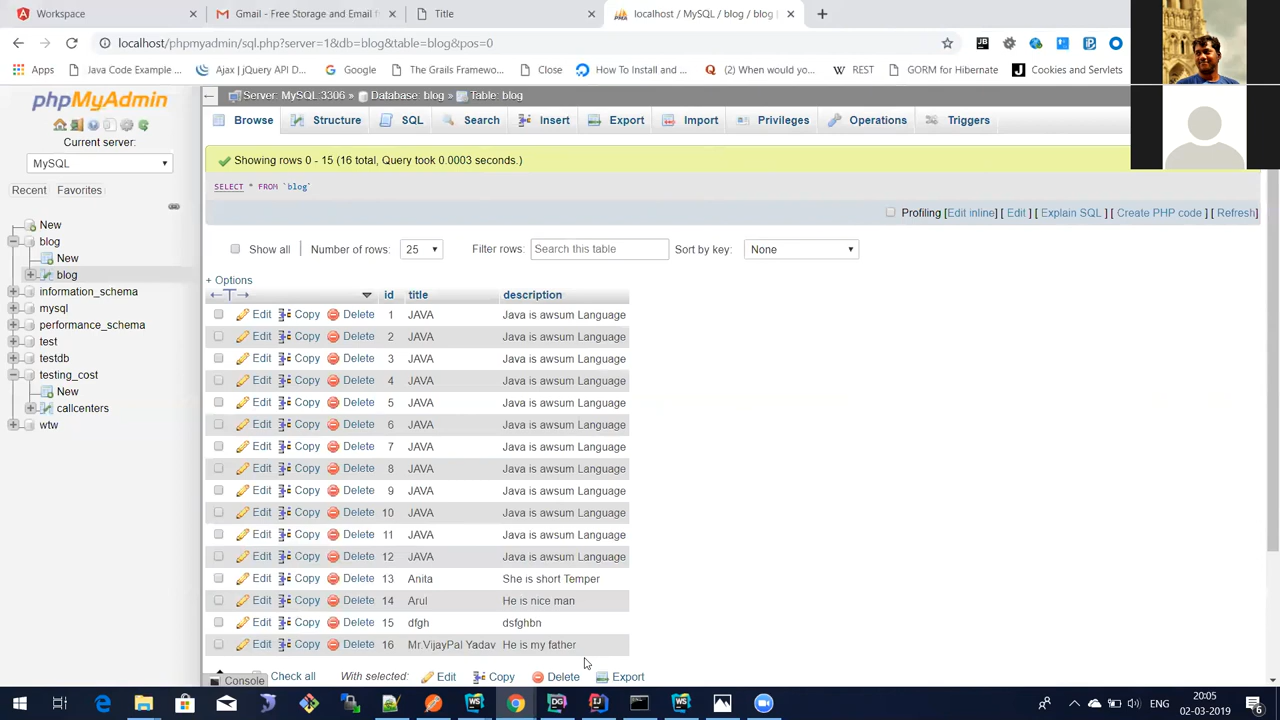 Workspace
Gmail - Free Storage and Email f
Title
localhost / MySQL / blog / blog
localhost/phpmyadmin/sql.php?server=1&db=blog&table=blog&pos=0
Apps
Java Code Example ...
Ajax | jQuery API D...
Google
The Grails Framewo...
Close
How To Install and ...
(2) When would you...
REST
GORM for Hibernate
Cookies and Servlets
phpMyAdmin
Current server:
MySQL
Recent Favorites
New
blog
New
blog
information_schema
mysql
performance_schema
test
testdb
testing_cost
New
callcenters
wtw
Server: MySQL:3306 » Database: blog » Table: blog
Browse Structure SQL Search Insert Export Import Privileges Operations Triggers
Showing rows 0 - 15 (16 total, Query took 0.0003 seconds.)
SELECT * FROM `blog`
Profiling [Edit inline] [ Edit ] [ Explain SQL ] [ Create PHP code ] [ Refresh]
Show all Number of rows: 25 Filter rows: Search this table Sort by key: None
+ Options
id title description
Edit Copy Delete 1 JAVA Java is awsum Language
Edit Copy Delete 2 JAVA Java is awsum Language
Edit Copy Delete 3 JAVA Java is awsum Language
Edit Copy Delete 4 JAVA Java is awsum Language
Edit Copy Delete 5 JAVA Java is awsum Language
Edit Copy Delete 6 JAVA Java is awsum Language
Edit Copy Delete 7 JAVA Java is awsum Language
Edit Copy Delete 8 JAVA Java is awsum Language
Edit Copy Delete 9 JAVA Java is awsum Language
Edit Copy Delete 10 JAVA Java is awsum Language
Edit Copy Delete 11 JAVA Java is awsum Language
Edit Copy Delete 12 JAVA Java is awsum Language
Edit Copy Delete 13 Anita She is short Temper
Edit Copy Delete 14 Arul He is nice man
Edit Copy Delete 15 dfgh dsfghbn
Edit Copy Delete 16 Mr.VijayPal Yadav He is my father
Check all With selected: Edit Copy Delete Export
Console
ENG
20:05
02-03-2019
6